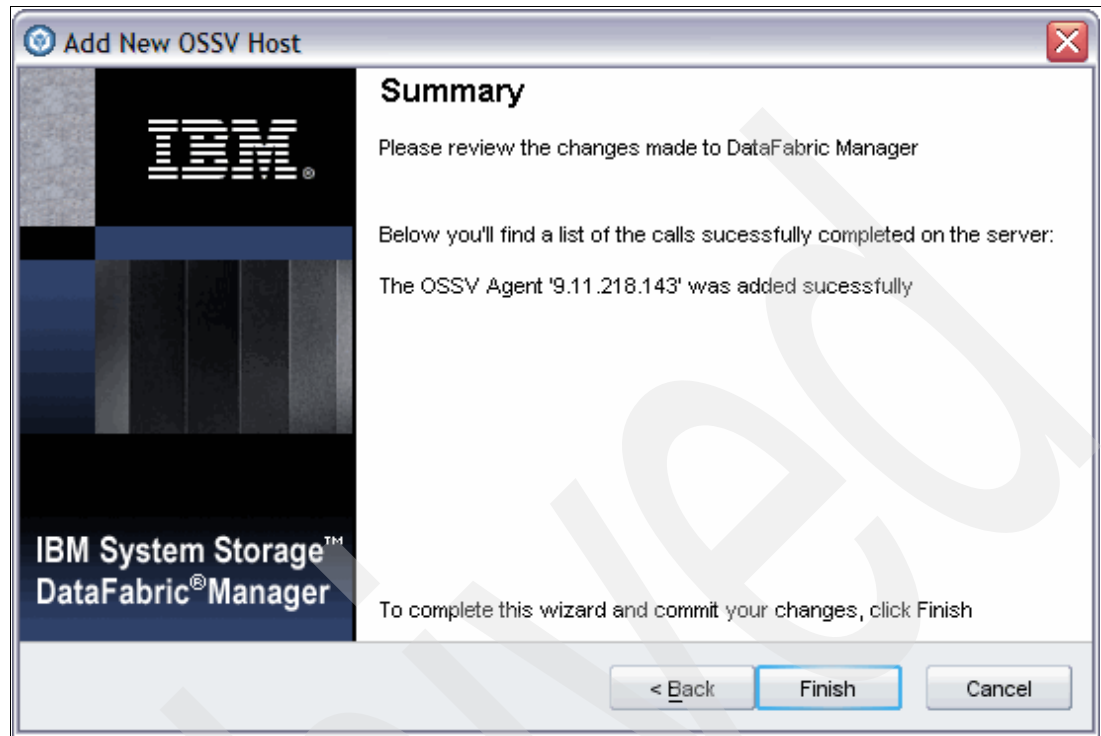 Add New OSSV Host
IBM®
Summary
Please review the changes made to DataFabric Manager
Below you'll find a list of the calls sucessfully completed on the server:
The OSSV Agent '9.11.218.143' was added sucessfully
IBM System Storage™
DataFabric®Manager
To complete this wizard and commit your changes, click Finish
< Back
Finish
Cancel